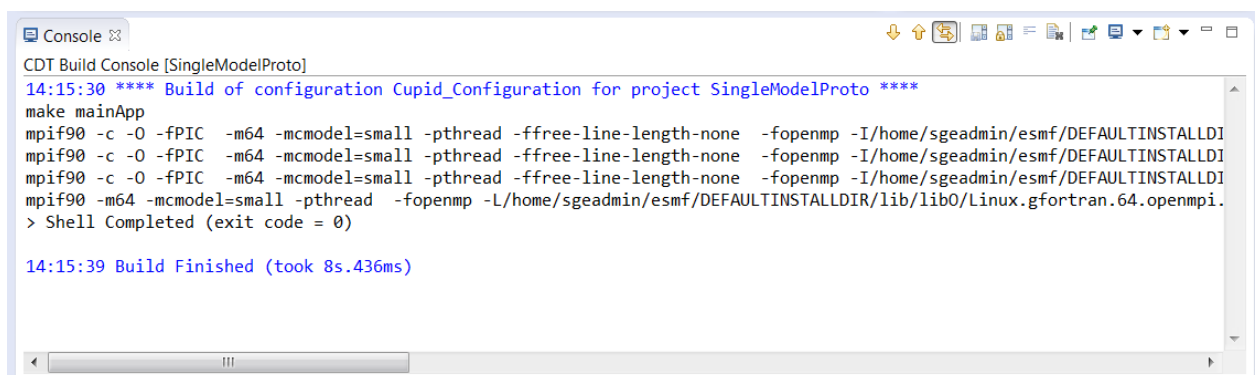 Console
CDT Build Console [SingleModelProto]
14:15:30 **** Build of configuration Cupid_Configuration for project SingleModelProto ****
make mainApp
mpif90 -c -O -fPIC  -m64 -mcmodel=small -pthread -ffree-line-length-none  -fopenmp -I/home/sgeadmin/esmf/DEFAULTINSTALLDI
mpif90 -c -O -fPIC  -m64 -mcmodel=small -pthread -ffree-line-length-none  -fopenmp -I/home/sgeadmin/esmf/DEFAULTINSTALLDI
mpif90 -c -O -fPIC  -m64 -mcmodel=small -pthread -ffree-line-length-none  -fopenmp -I/home/sgeadmin/esmf/DEFAULTINSTALLDI
mpif90 -m64 -mcmodel=small -pthread  -fopenmp -L/home/sgeadmin/esmf/DEFAULTINSTALLDIR/lib/libO/Linux.gfortran.64.openmpi.
> Shell Completed (exit code = 0)
14:15:39 Build Finished (took 8s.436ms)